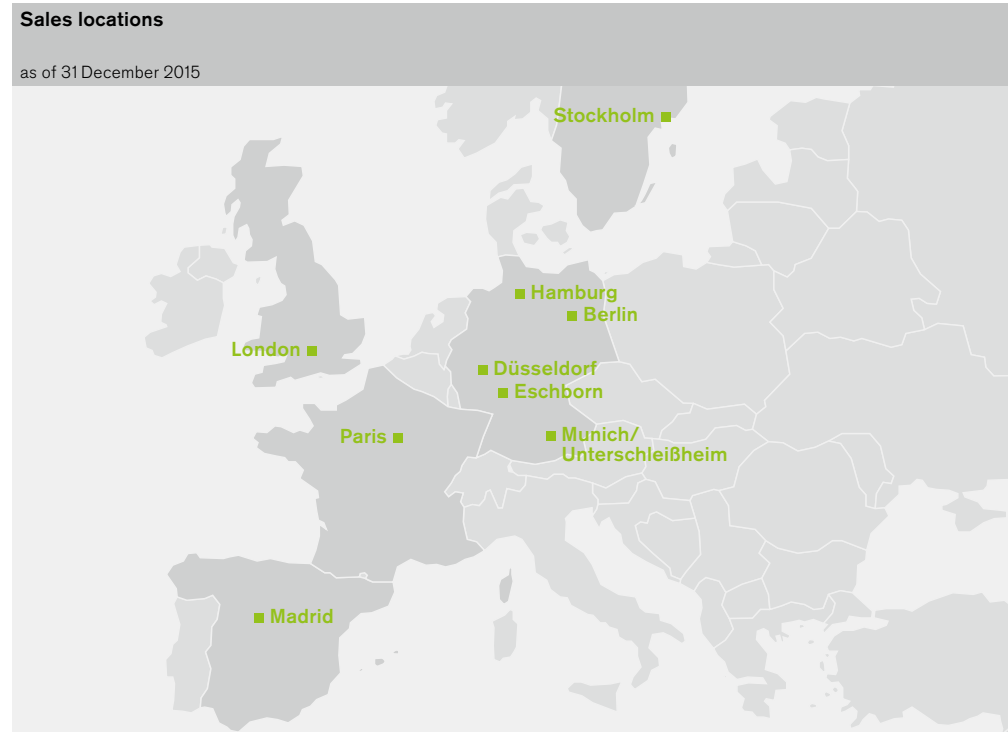 Sales locations
as of 31 December 2015
Stockholm
Hamburg
Berlin
London
Düsseldorf
Eschborn
Paris
Munich/
Unterschleißheim
Madrid